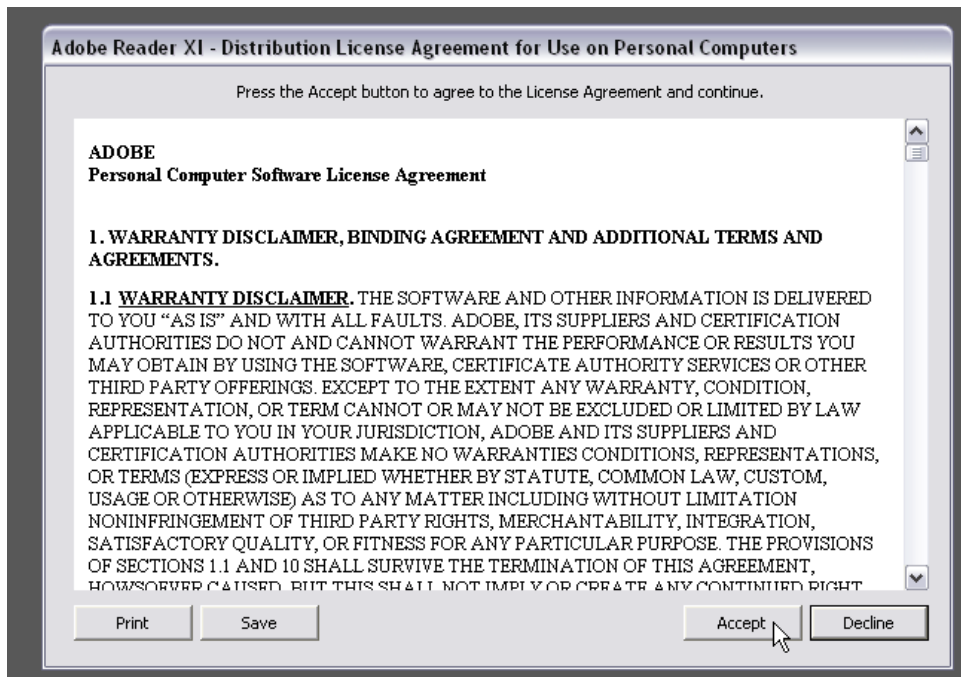 Adobe Reader XI - Distribution License Agreement for Use on Personal Computers
Press the Accept button to agree to the License Agreement and continue.
ADOBE
Personal Computer Software License Agreement
1. WARRANTY DISCLAIMER, BINDING AGREEMENT AND ADDITIONAL TERMS AND
AGREEMENTS.
1.1 WARRANTY DISCLAIMER. THE SOFTWARE AND OTHER INFORMATION IS DELIVERED
TO YOU “AS IS” AND WITH ALL FAULTS. ADOBE, ITS SUPPLIERS AND CERTIFICATION
AUTHORITIES DO NOT AND CANNOT WARRANT THE PERFORMANCE OR RESULTS YOU
MAY OBTAIN BY USING THE SOFTWARE, CERTIFICATE AUTHORITY SERVICES OR OTHER
THIRD PARTY OFFERINGS. EXCEPT TO THE EXTENT ANY WARRANTY, CONDITION,
REPRESENTATION, OR TERM CANNOT OR MAY NOT BE EXCLUDED OR LIMITED BY LAW
APPLICABLE TO YOU IN YOUR JURISDICTION, ADOBE AND ITS SUPPLIERS AND
CERTIFICATION AUTHORITIES MAKE NO WARRANTIES CONDITIONS, REPRESENTATIONS,
OR TERMS (EXPRESS OR IMPLIED WHETHER BY STATUTE, COMMON LAW, CUSTOM,
USAGE OR OTHERWISE) AS TO ANY MATTER INCLUDING WITHOUT LIMITATION
NONINFRINGEMENT OF THIRD PARTY RIGHTS, MERCHANTABILITY, INTEGRATION,
SATISFACTORY QUALITY, OR FITNESS FOR ANY PARTICULAR PURPOSE. THE PROVISIONS
OF SECTIONS 1.1 AND 10 SHALL SURVIVE THE TERMINATION OF THIS AGREEMENT,
HOWSOEVER CAUSED, BUT THIS SHALL NOT IMPLY OR CREATE ANY CONTINUED RIGHT
Print Save Accept Decline